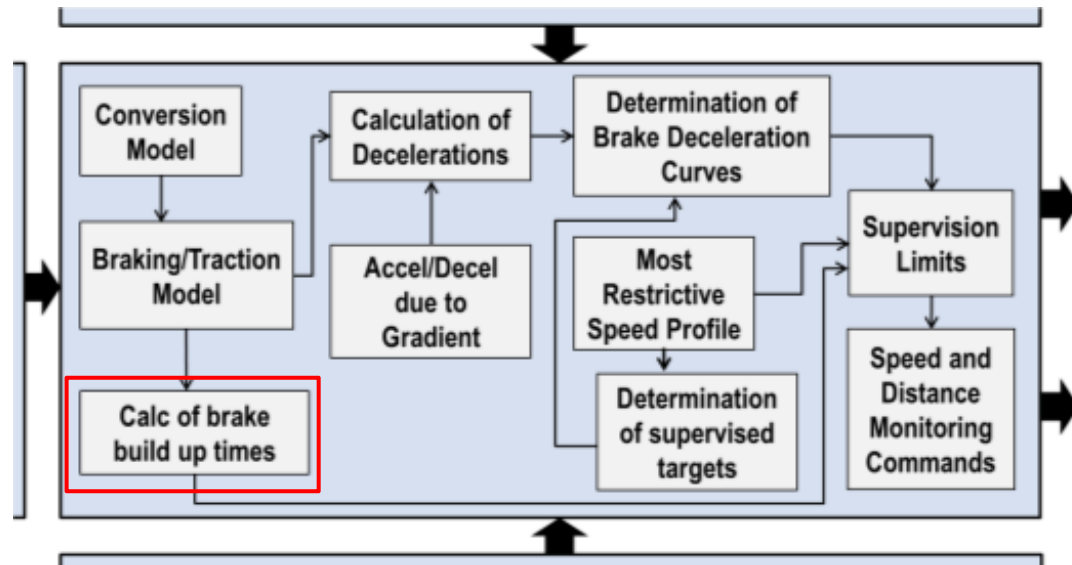 Conversion
Model
Calculation of
Decelerations
Determination of
Brake Deceleration
Curves
Braking/Traction
Model
Accel/Decel
due to
Gradient
Most
Restrictive
Speed Profile
Supervision
Limits
Calc of brake
build up times
Determination
of supervised
targets
Speed and
Distance
Monitoring
Commands